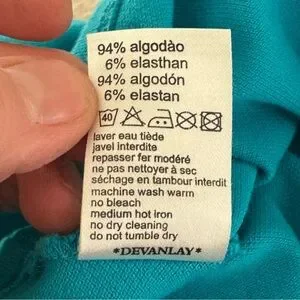 94% algodào
6% elasthan
94% algodón
6% elastan
40
laver eau tiède
javel interdite
repasser fer modéré
ne pas nettoyer à sec
séchage en tambour interdit
machine wash warm
no bleach
medium hot iron
no dry cleaning
do not tumble dry
*DEVANLAY*